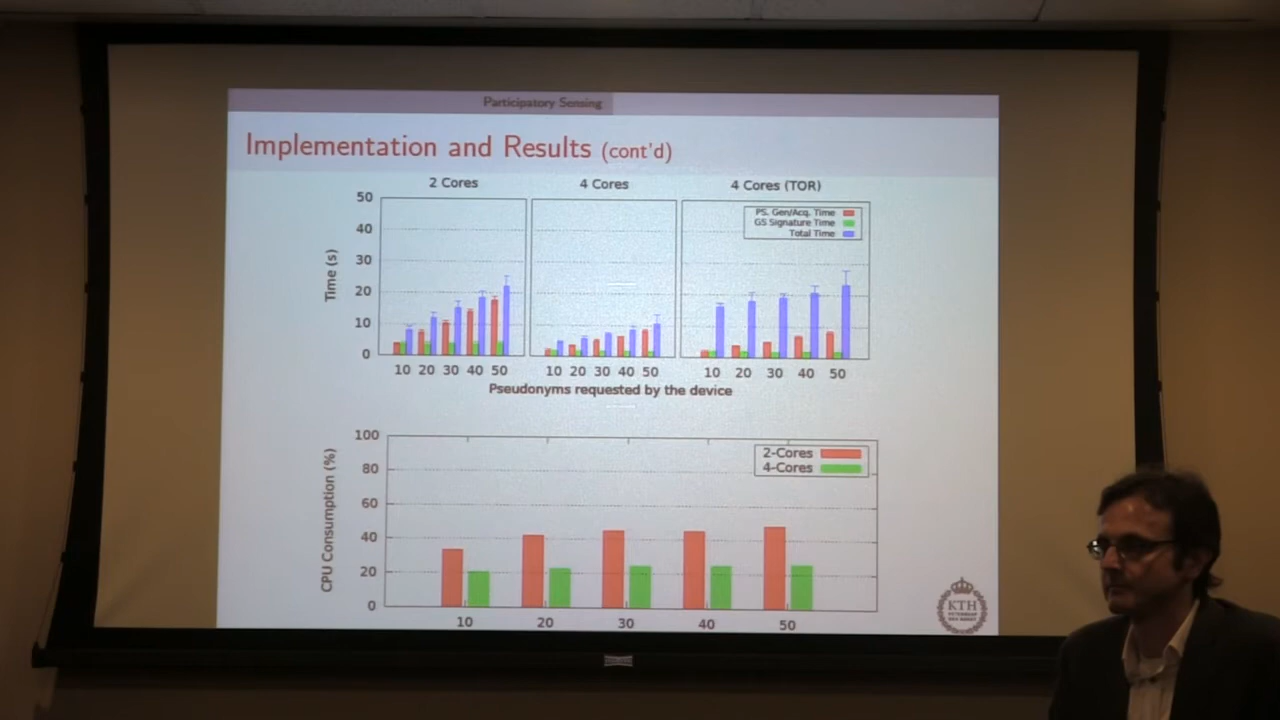 Participatory Sensing
Implementation and Results (cont'd)
2 Cores
4 Cores
4 Cores (TOR)
50
40
30
20
10
0
Time (s)
PS. Gen/Acq. Time
GS Signature Time
Total Time
10 20 30 40 50
10 20 30 40 50
10 20 30 40 50
Pseudonyms requested by the device
100
80
60
40
20
0
CPU Consumption (%)
2-Cores
4-Cores
10 20 30 40 50
KTH